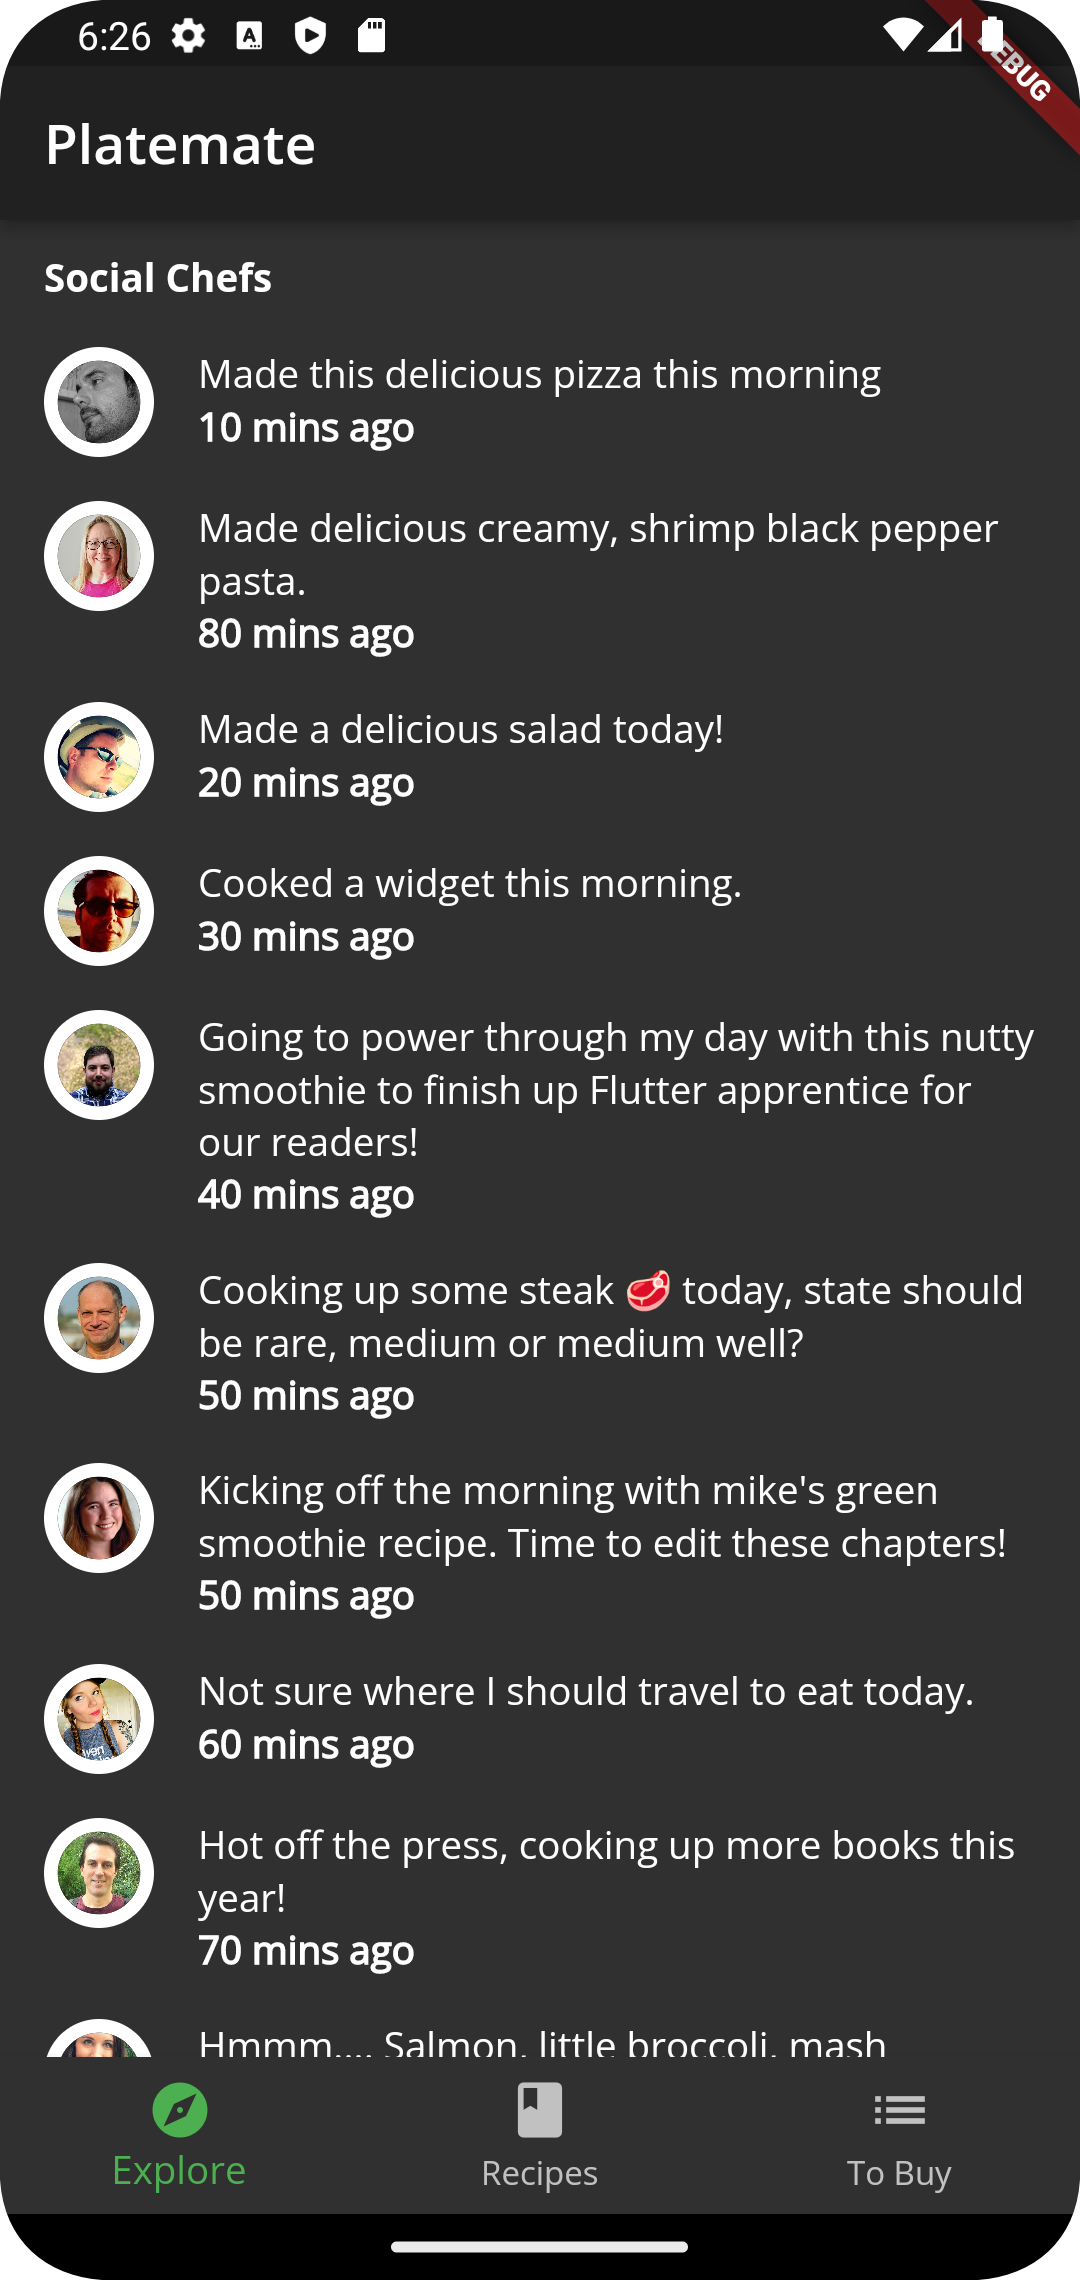 6:26
DEBUG
Platemate
Social Chefs
Made this delicious pizza this morning
10 mins ago
Made delicious creamy, shrimp black pepper
pasta.
80 mins ago
Made a delicious salad today!
20 mins ago
Cooked a widget this morning.
30 mins ago
Going to power through my day with this nutty
smoothie to finish up Flutter apprentice for
our readers!
40 mins ago
Cooking up some steak 🥩 today, state should
be rare, medium or medium well?
50 mins ago
Kicking off the morning with mike's green
smoothie recipe. Time to edit these chapters!
50 mins ago
Not sure where I should travel to eat today.
60 mins ago
Hot off the press, cooking up more books this
year!
70 mins ago
Hmmm.... Salmon, little broccoli, mash
Explore
Recipes
To Buy